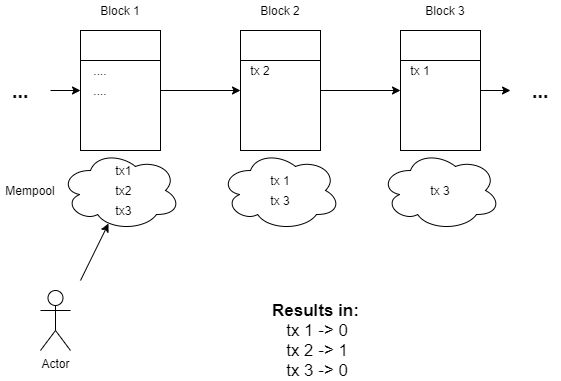 Block 1
Block 2
Block 3
....
....
tx 2
tx 1
...
...
Mempool
tx1
tx2
tx3
tx 1
tx 3
tx 3
Actor
Results in:
tx 1 -> 0
tx 2 -> 1
tx 3 -> 0